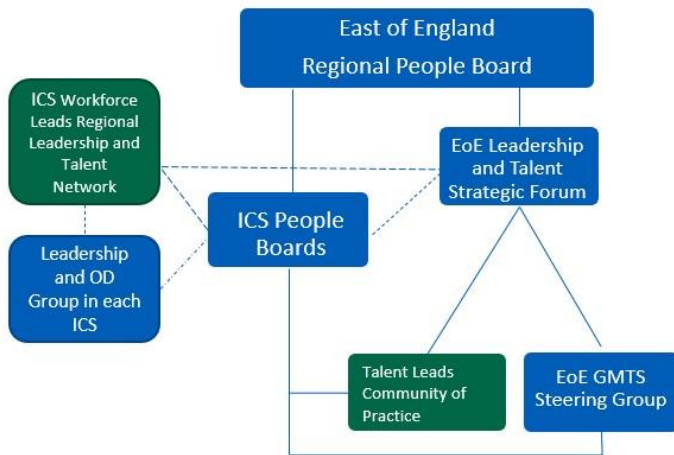 East of England
Regional People Board
ICS Workforce
Leads Regional
Leadership and
Talent
Network
EoE Leadership
and Talent
Strategic Forum
ICS People
Boards
Leadership
and OD
Group in each
ICS
Talent Leads
Community of
Practice
EoE GMTS
Steering Group